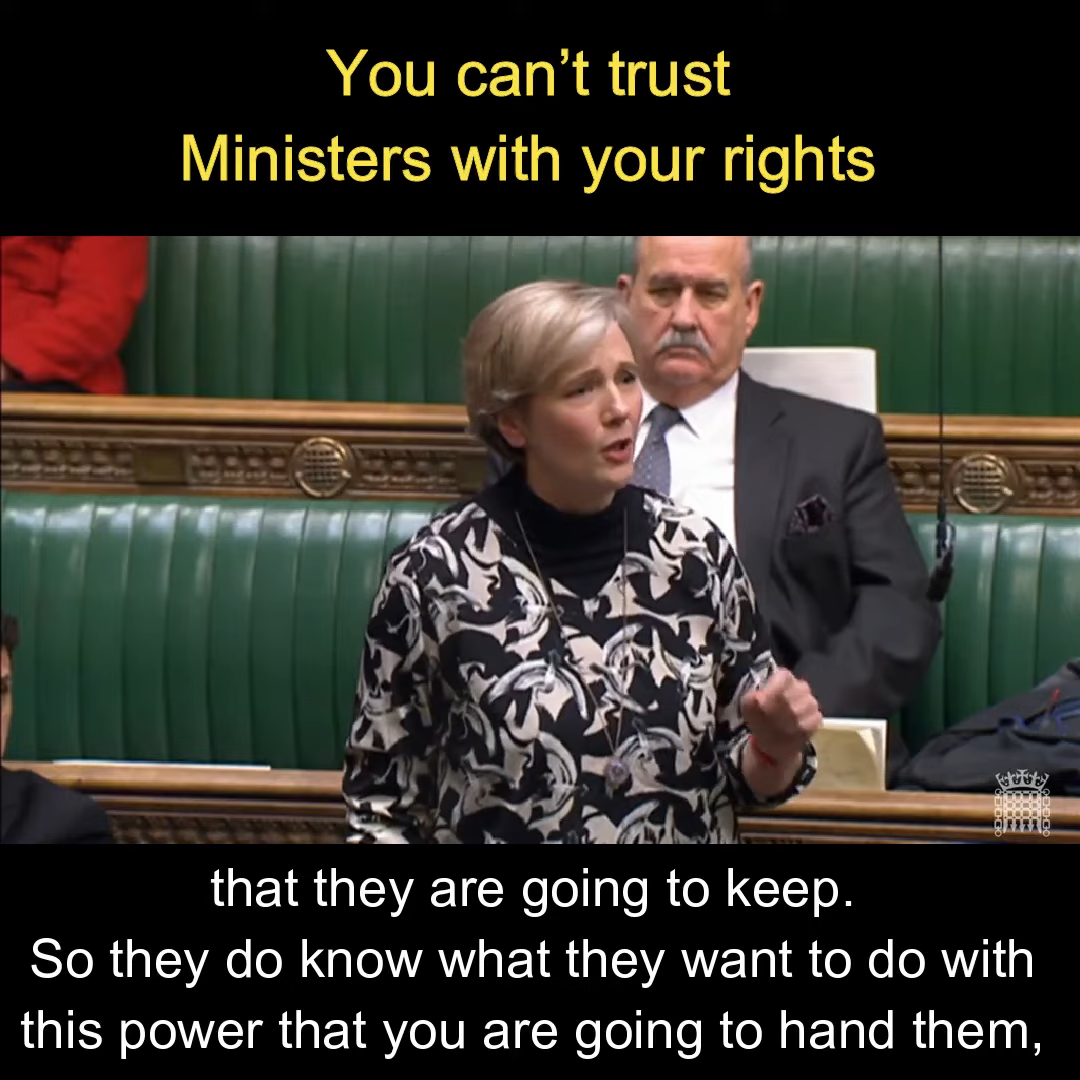 You can’t trust
Ministers with your rights
that they are going to keep.
So they do know what they want to do with
this power that you are going to hand them,